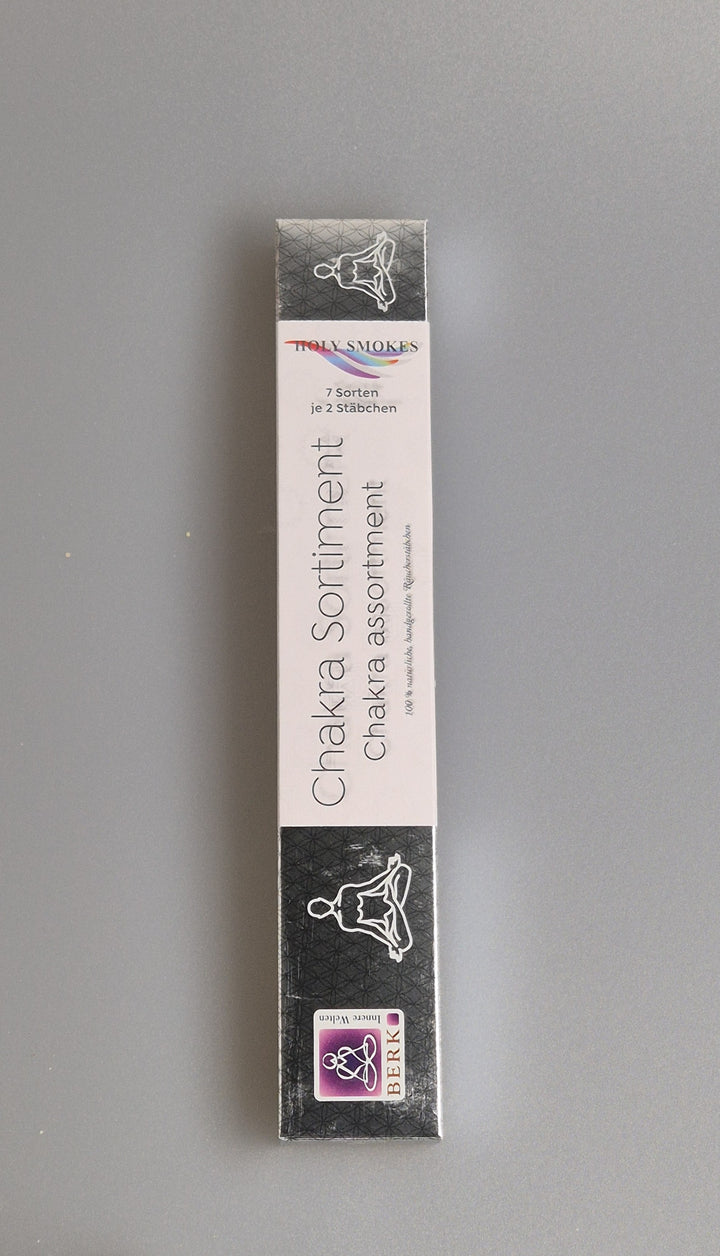 HOLY SMOKES
7 Sorten
je 2 Stäbchen
Chakra Sortiment
Chakra assortment
100 % natürliche, handgerollte Räucherstäbchen
Innere Welten
BERK